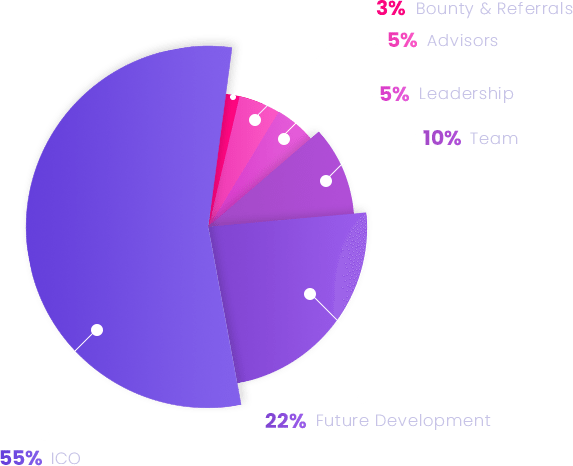 3% Bounty & Referrals
5% Advisors
5% Leadership
10% Team
22% Future Development
55% ICO